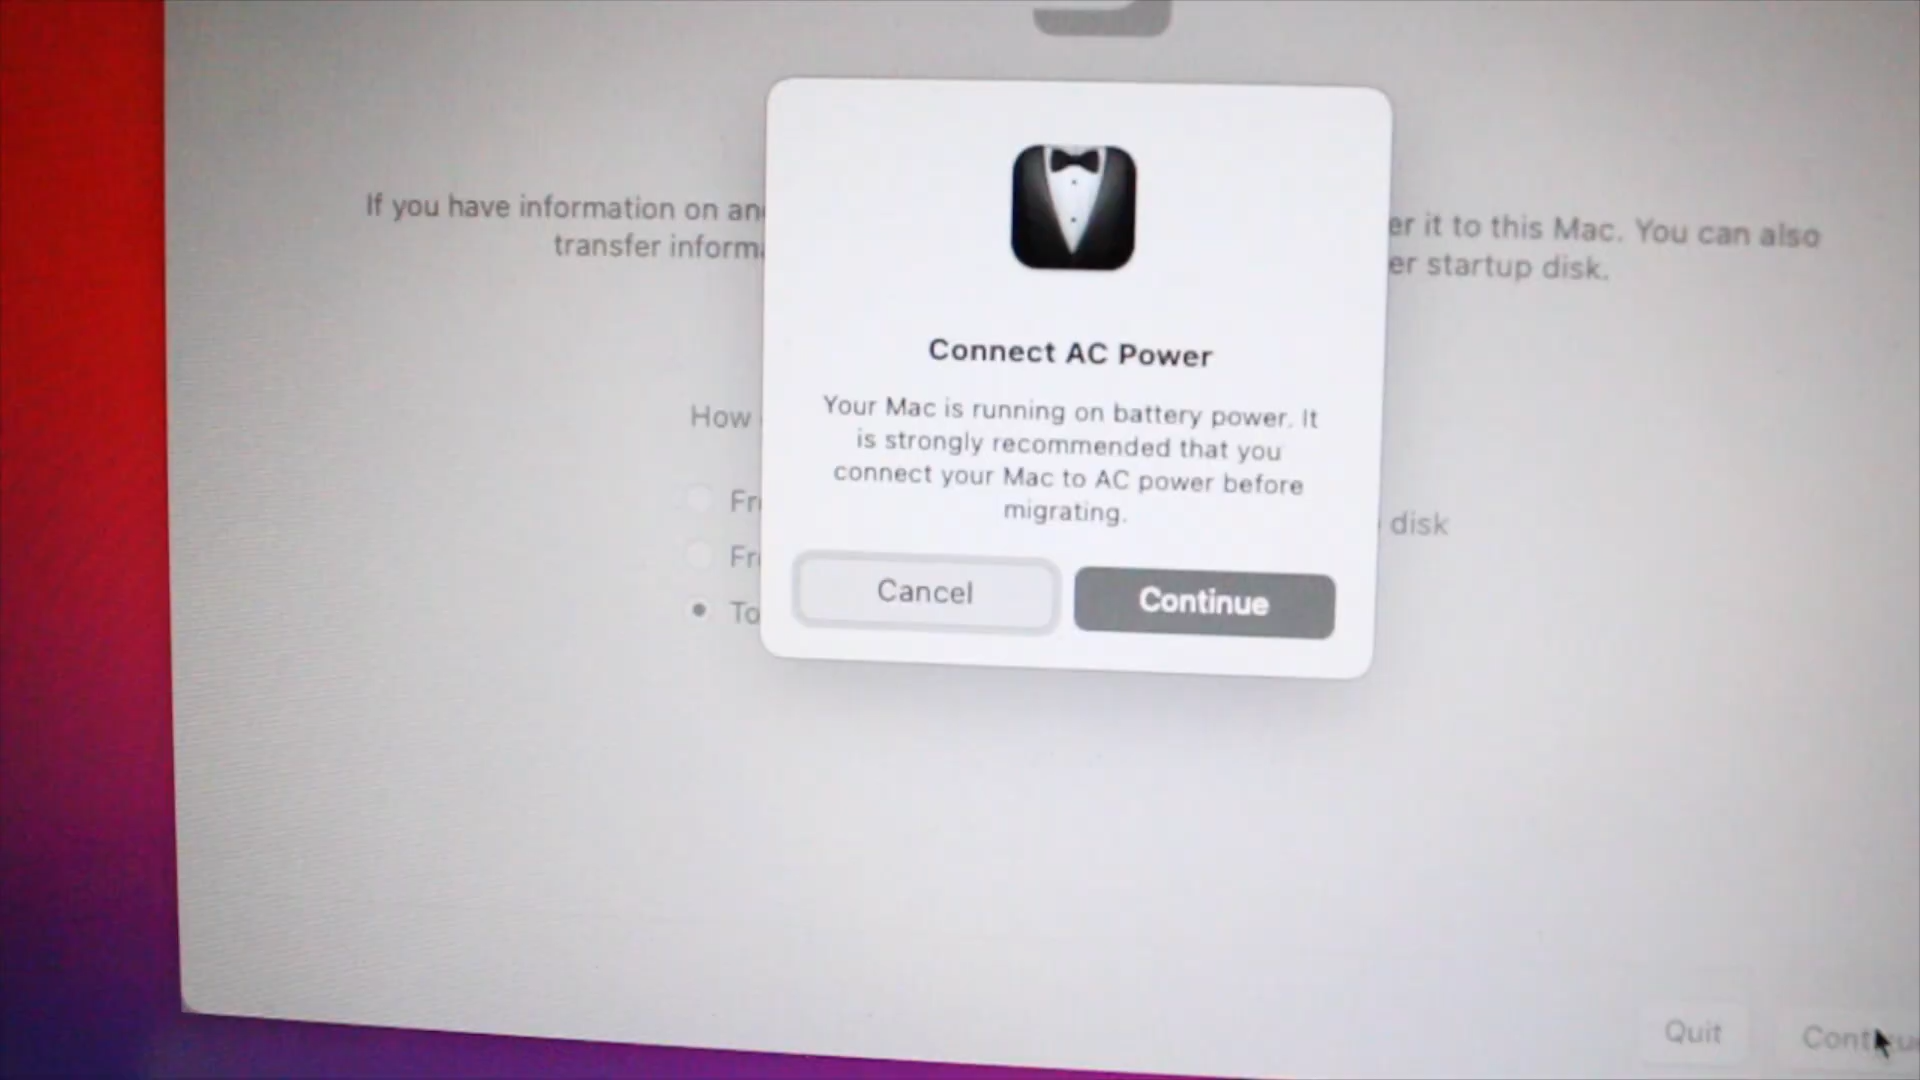 If you have information on
er it to this Mac. You can also
transfer
er startup disk.
Connect AC Power
How
Your Mac is running on battery power. It
is strongly recommended that you
connect your Mac to AC power before
migrating.
disk
To
Cancel
Continue
Quit